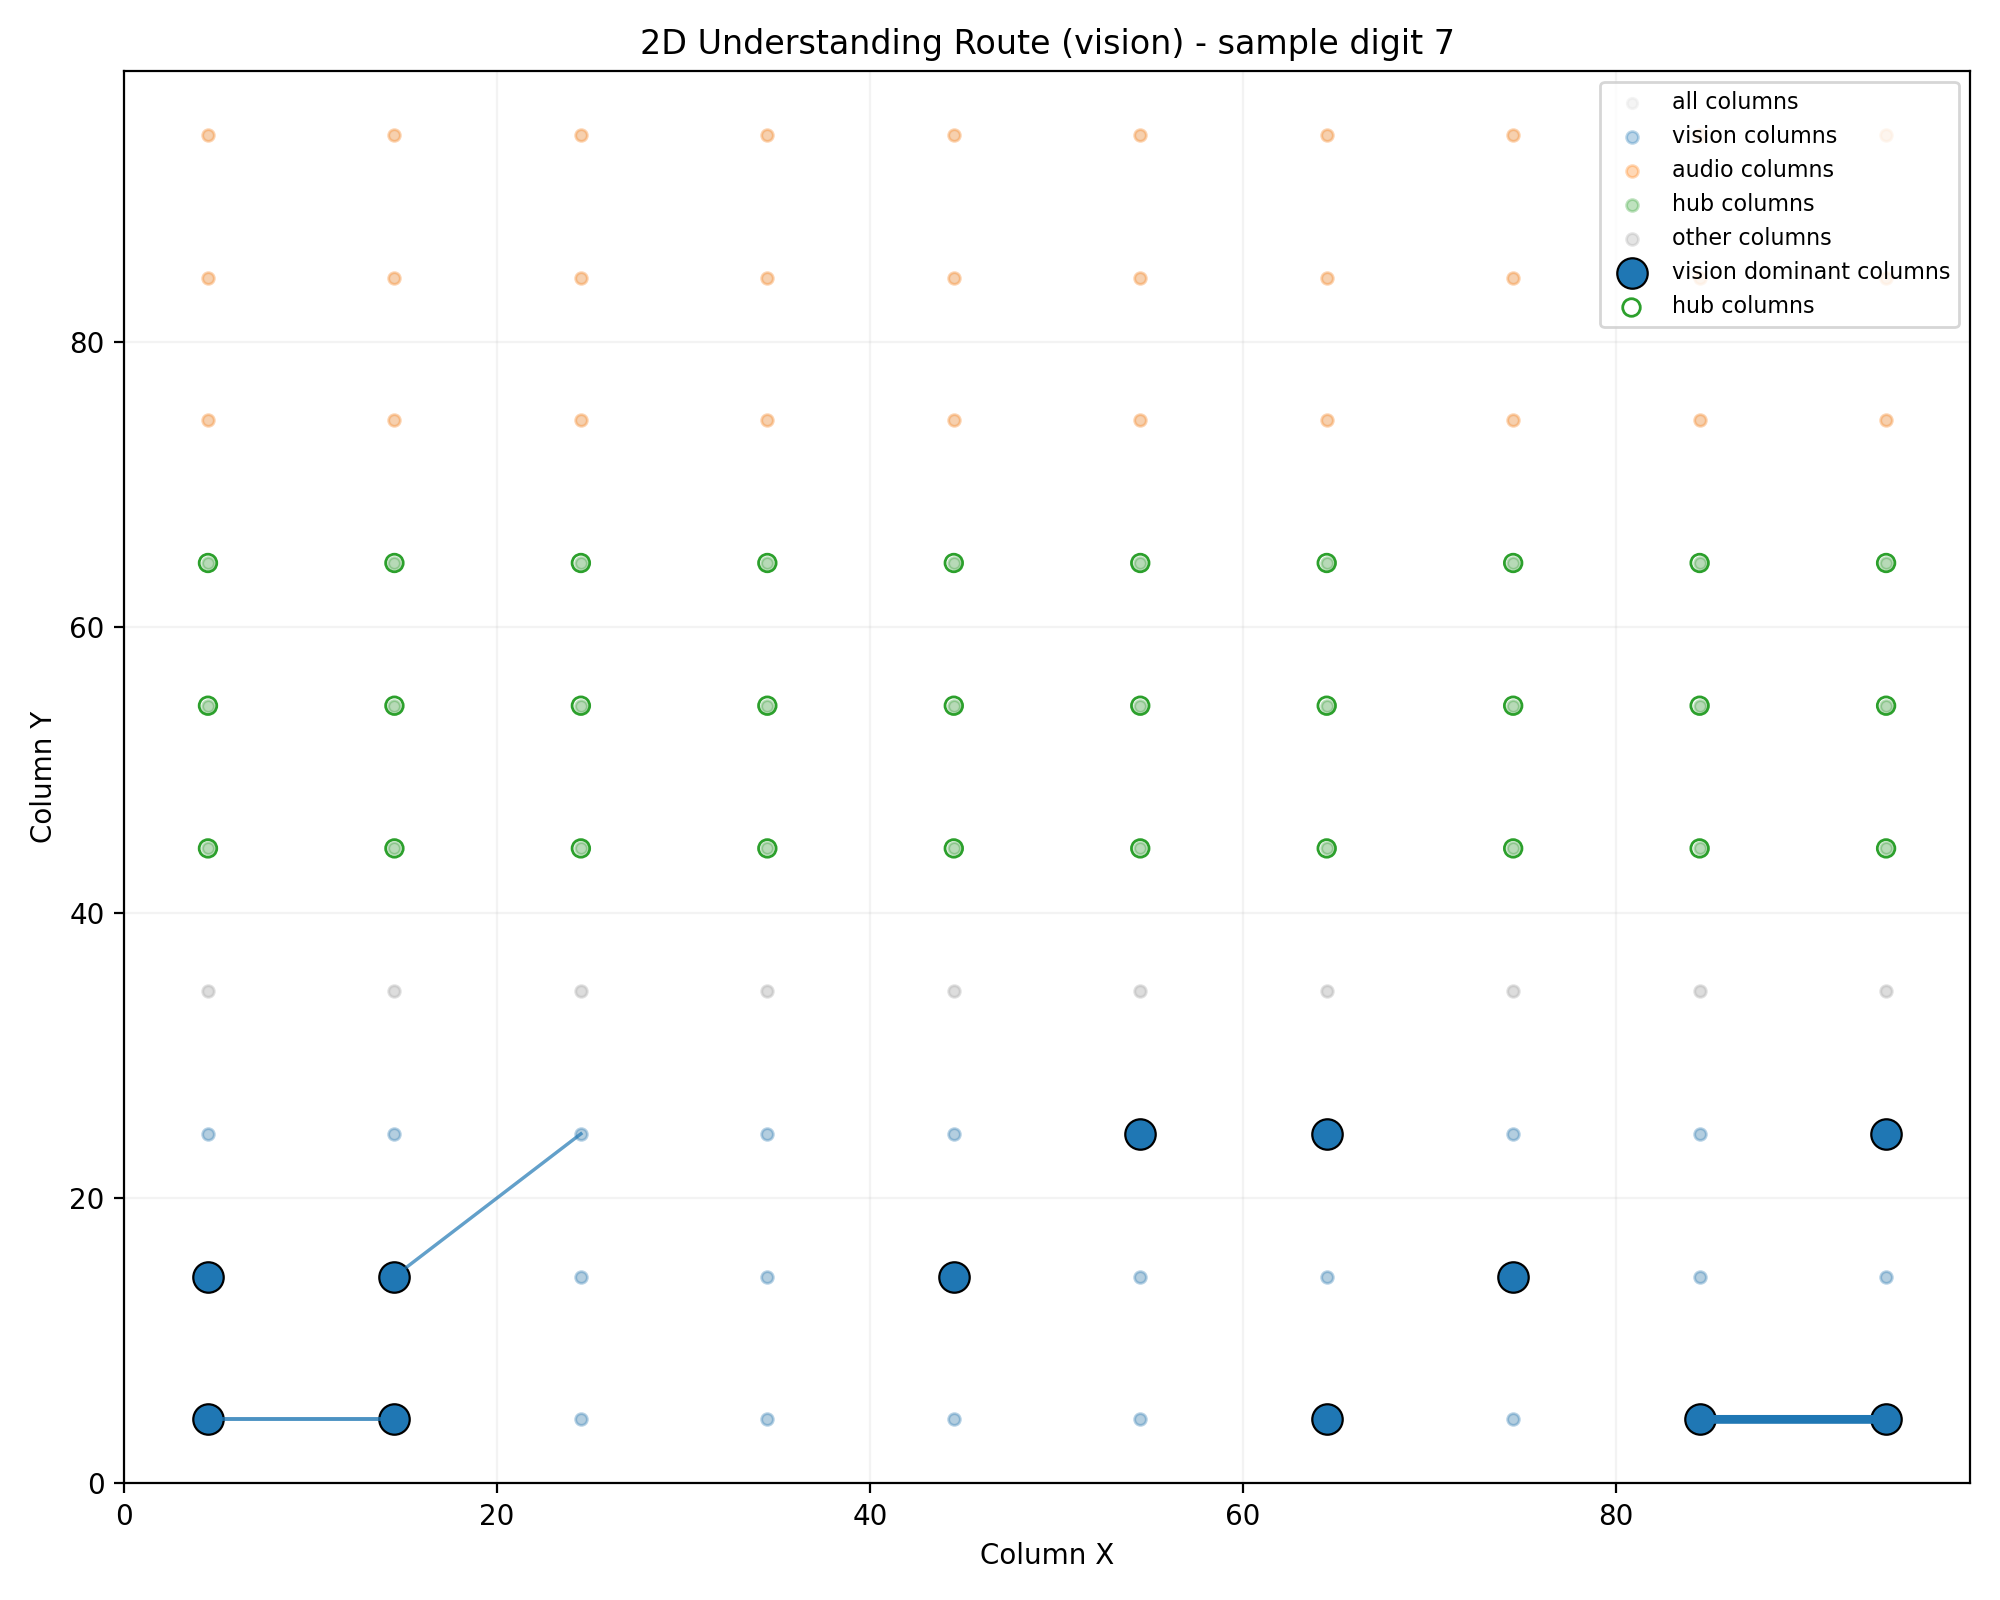 2D Understanding Route (vision) - sample digit 7
all columns
vision columns
audio columns
hub columns
other columns
vision dominant columns
hub columns
80
60
40
20
0
Column Y
0 20 40 60 80
Column X